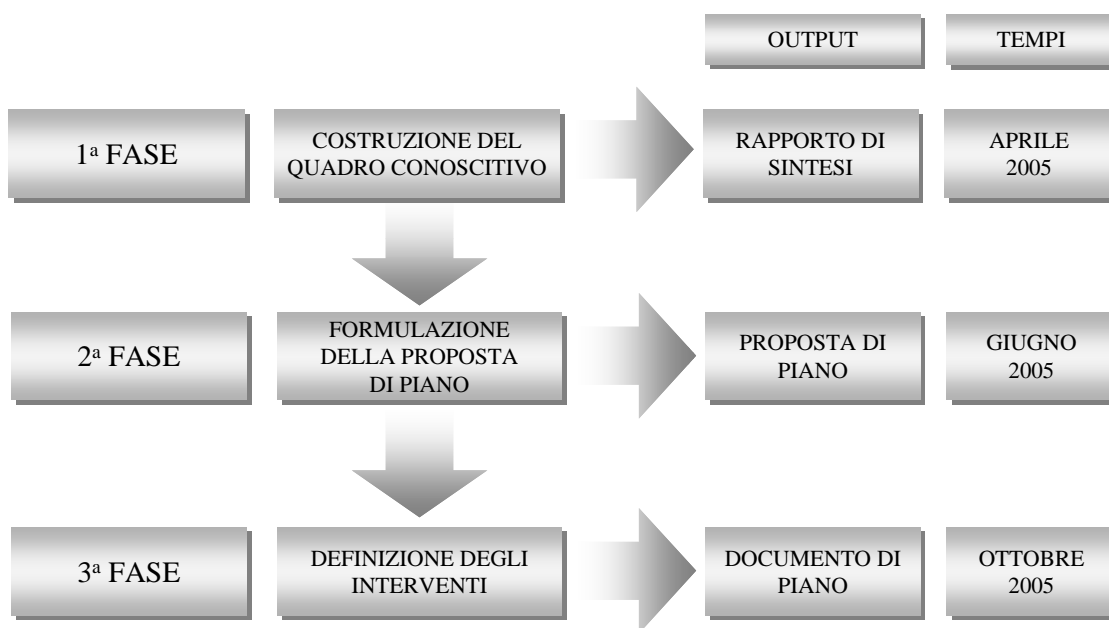 OUTPUT
TEMPI
1ª FASE
COSTRUZIONE DEL
QUADRO CONOSCITIVO
RAPPORTO DI
SINTESI
APRILE
2005
2ª FASE
FORMULAZIONE
DELLA PROPOSTA
DI PIANO
PROPOSTA DI
PIANO
GIUGNO
2005
3ª FASE
DEFINIZIONE DEGLI
INTERVENTI
DOCUMENTO DI
PIANO
OTTOBRE
2005